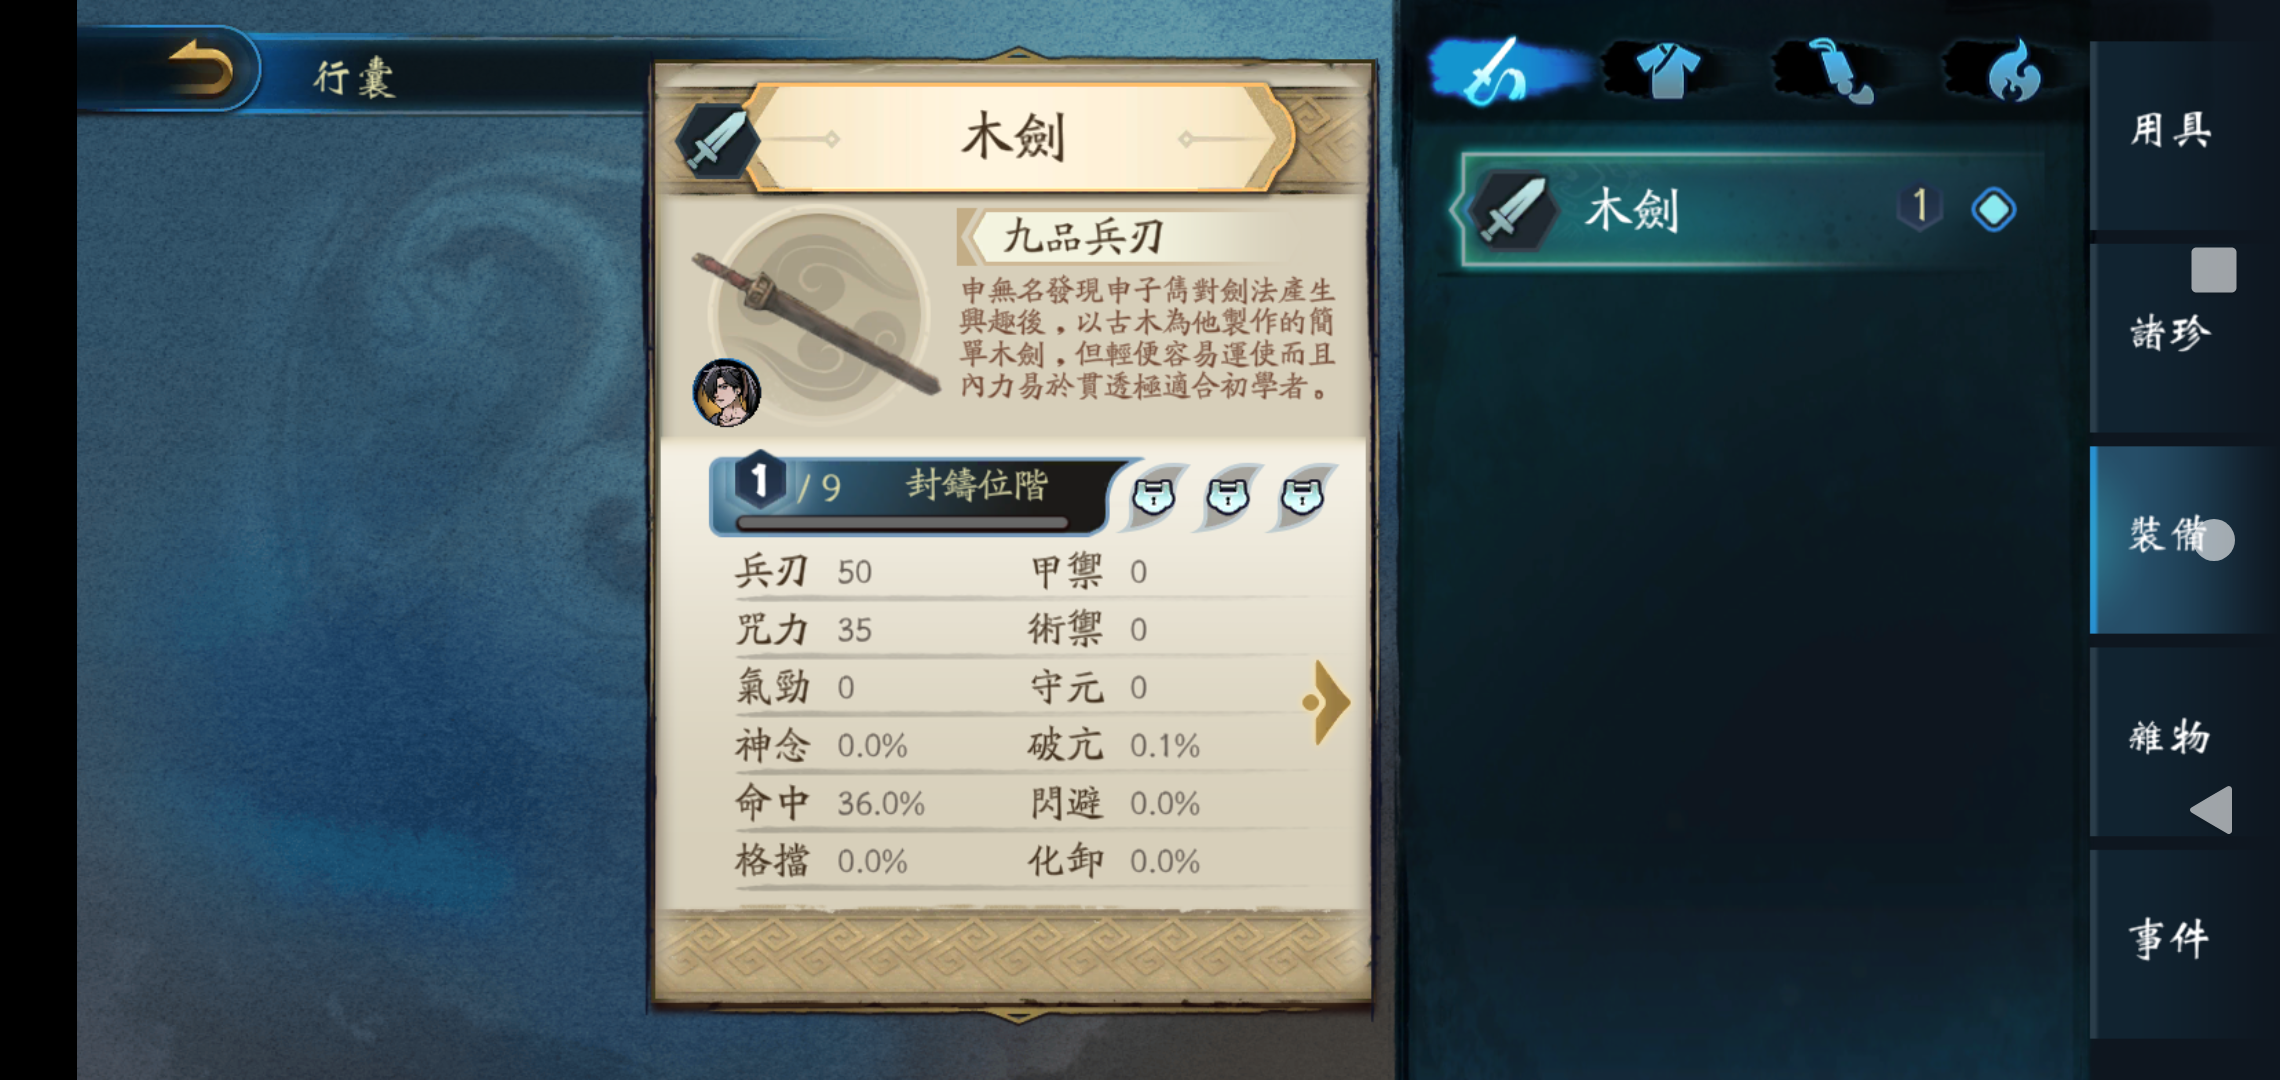 行囊
木劍
九品兵刃
申無名發現申子雋對劍法產生
興趣後，以古木為他製作的簡
單木劍，但輕便容易運使而且
內力易於貫透極適合初學者。
1 / 9 封鑄位階
兵刃 50 甲禦 0
咒力 35 術禦 0
氣勁 0 守元 0
神念 0.0% 破亢 0.1%
命中 36.0% 閃避 0.0%
格擋 0.0% 化卸 0.0%
木劍 1
用具
諸珍
裝備
雜物
事件